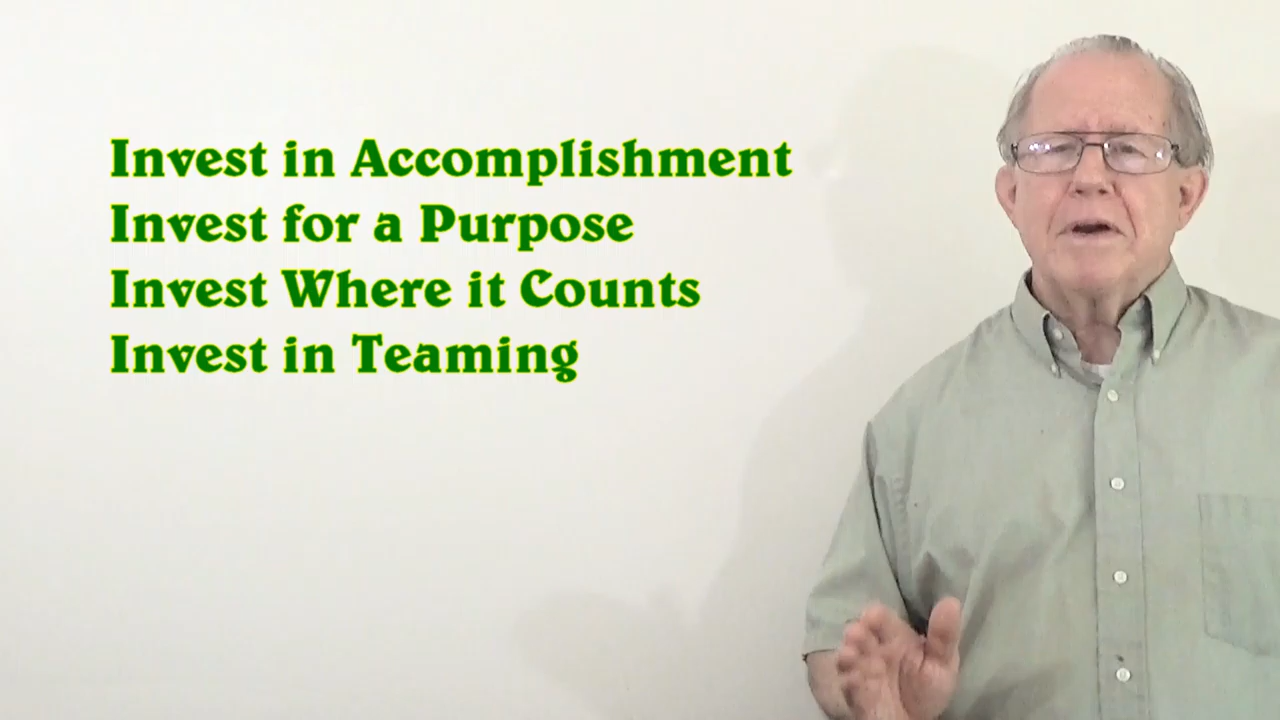 Invest in Accomplishment
Invest for a Purpose
Invest Where it Counts
Invest in Teaming